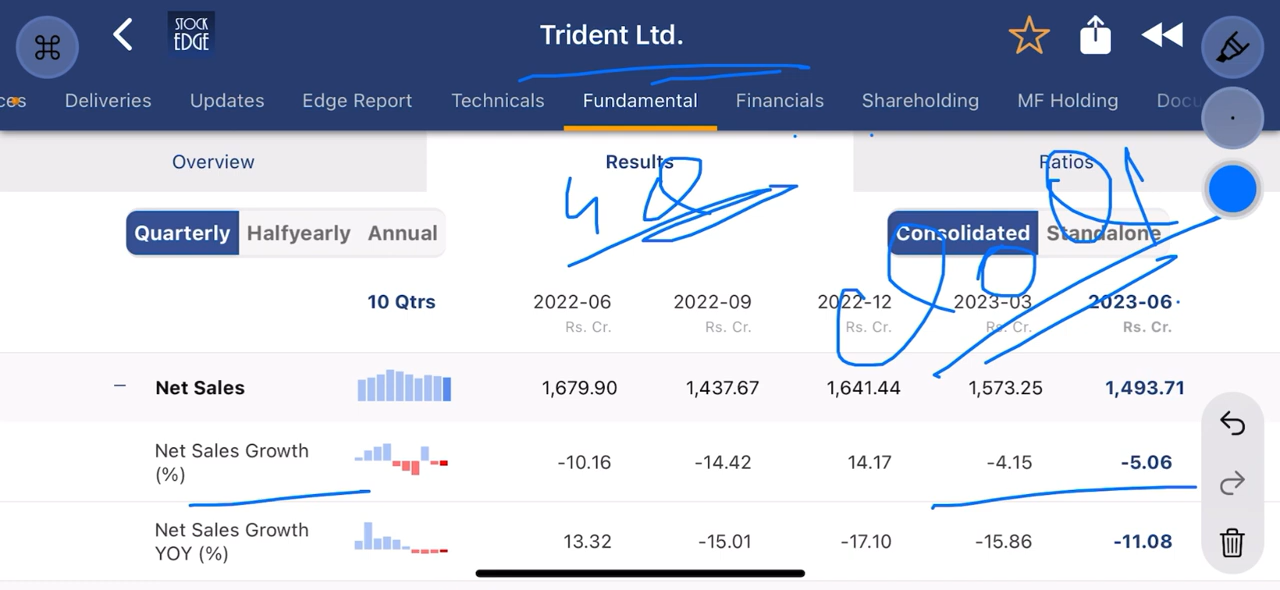 STOCK EDGE
Trident Ltd.
Deliveries Updates Edge Report Technicals Fundamental Financials Shareholding MF Holding
Overview Results Ratios
4 Q
Quarterly Halfyearly Annual Consolidated Standalone
10 Qtrs 2022-06 2022-09 2022-12 2023-03 2023-06
Rs. Cr. Rs. Cr. Rs. Cr. Rs. Cr. Rs. Cr.
– Net Sales 1,679.90 1,437.67 1,641.44 1,573.25 1,493.71
Net Sales Growth (%) -10.16 -14.42 14.17 -4.15 -5.06
Net Sales Growth YOY (%) 13.32 -15.01 -17.10 -15.86 -11.08